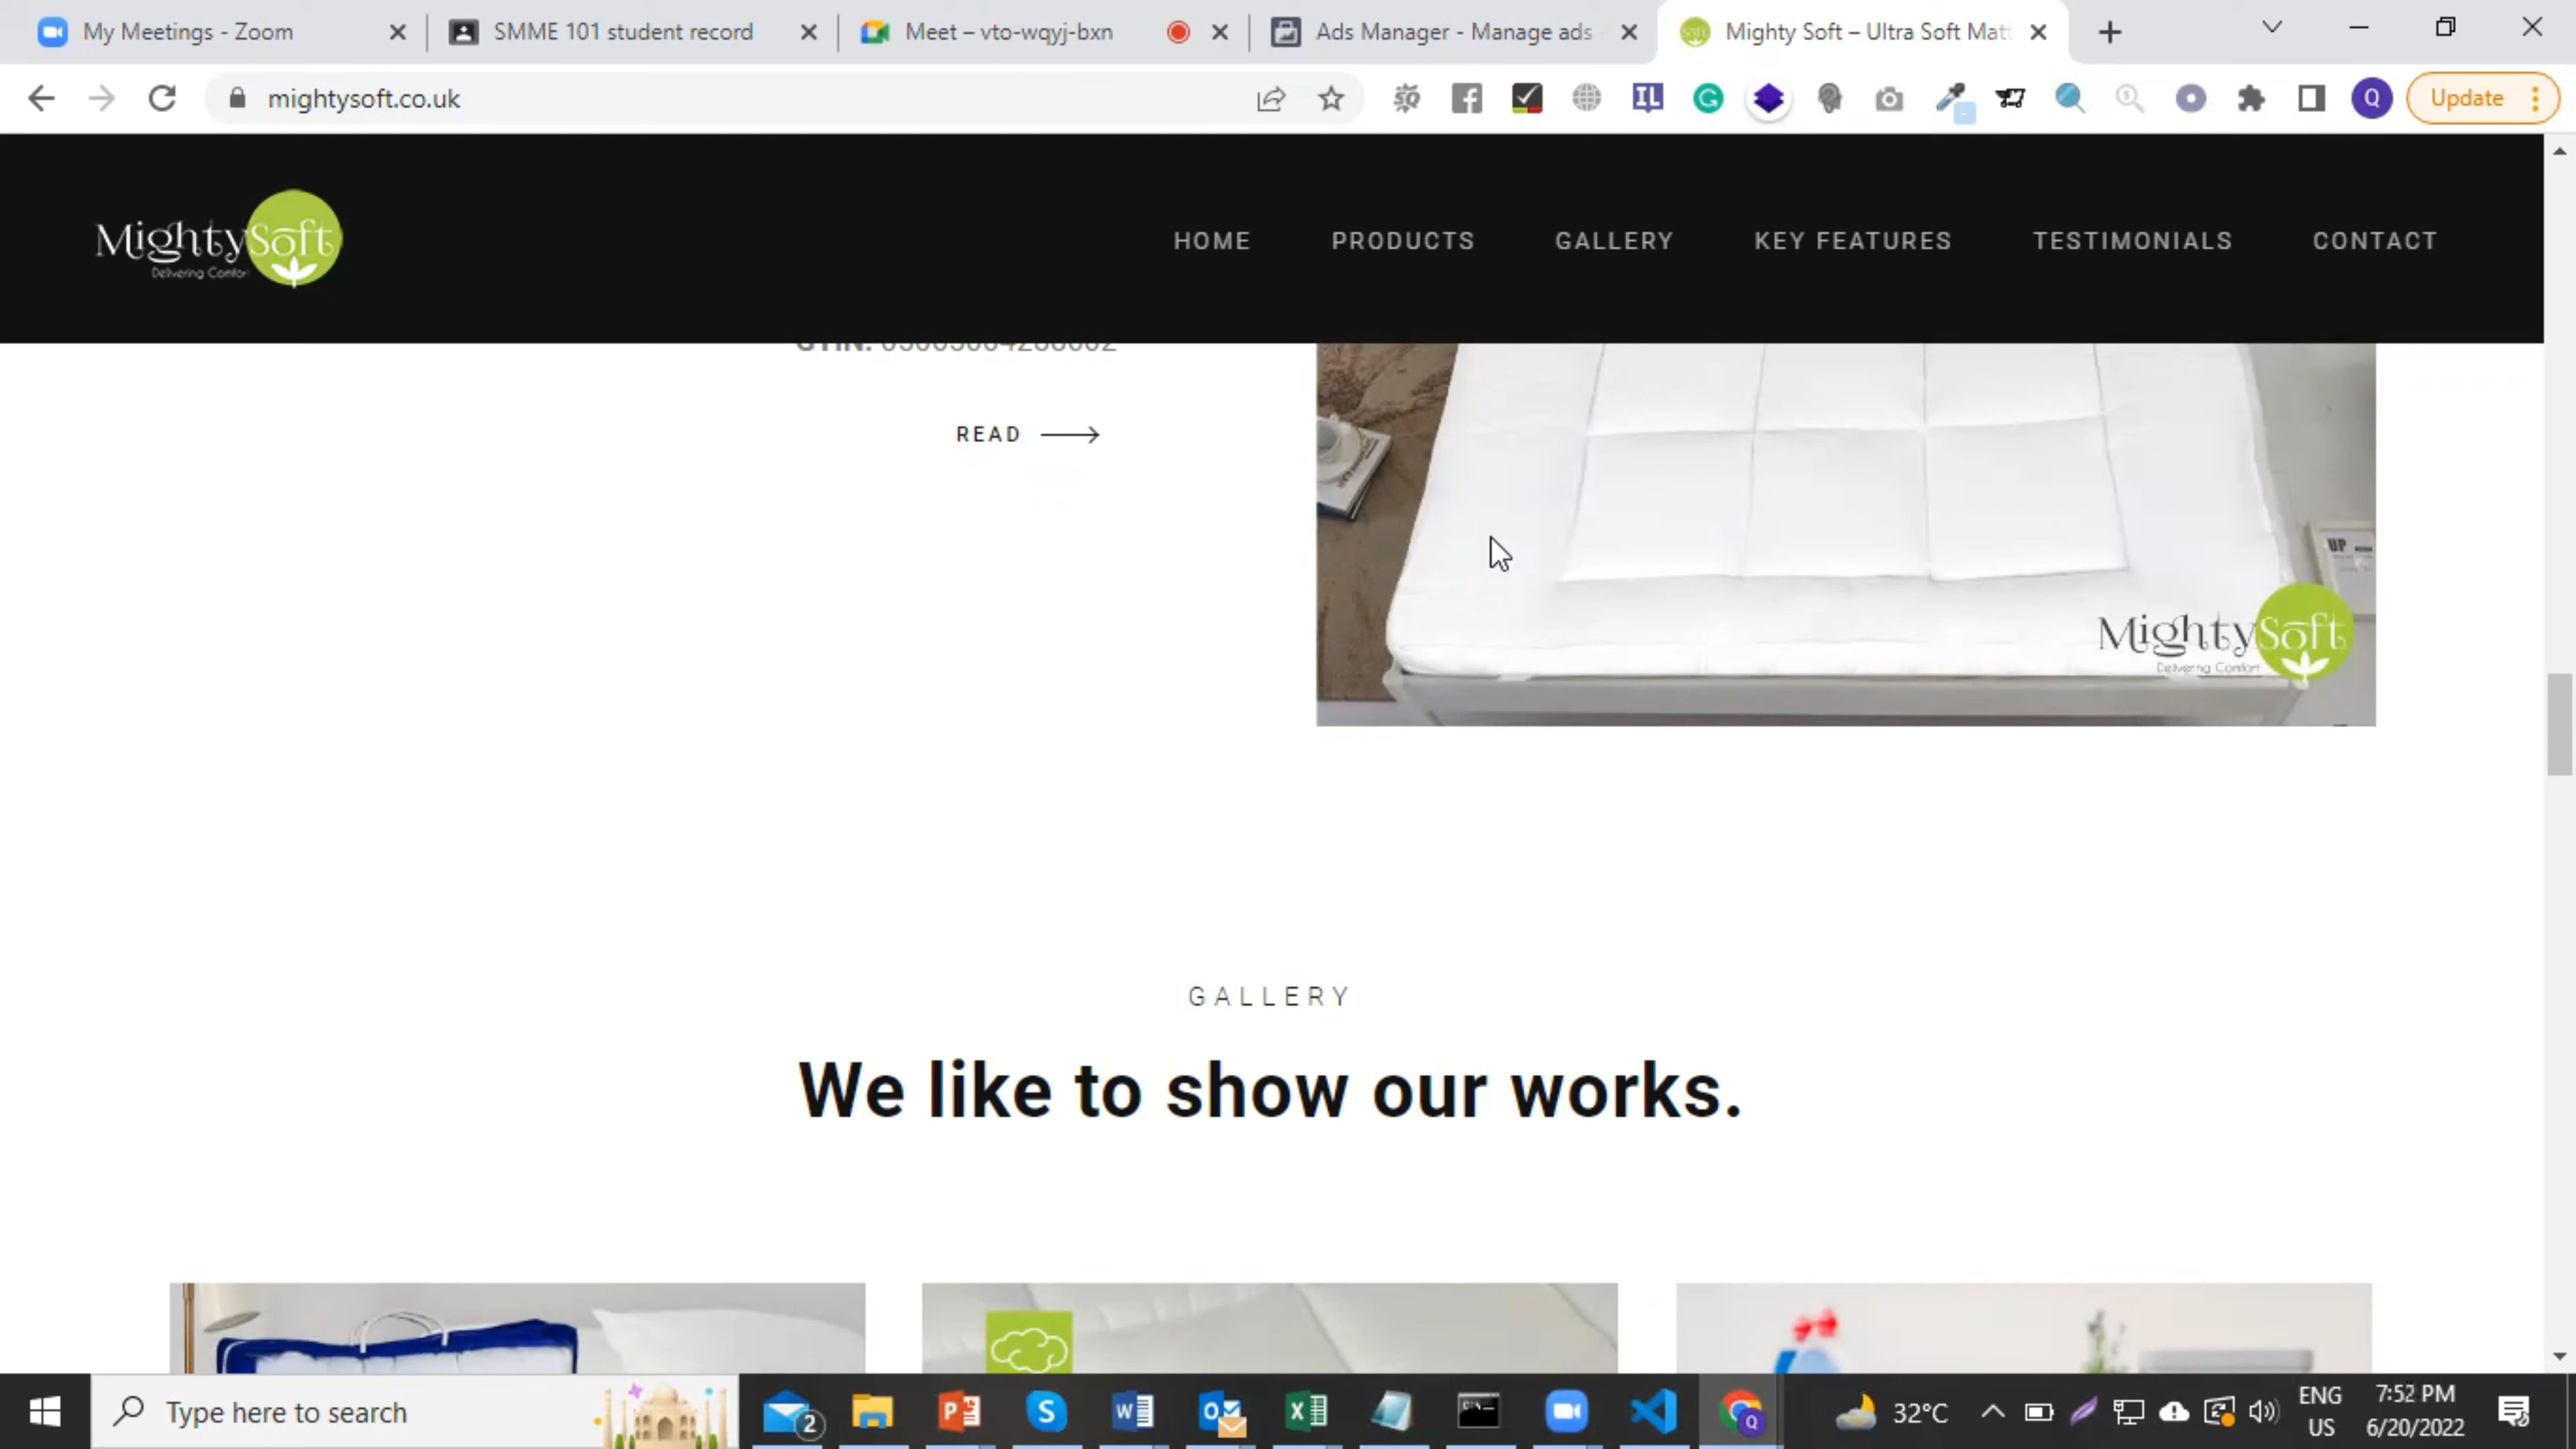 My Meetings - Zoom
SMME 101 student record
Meet – vto-wqyj-bxn
Ads Manager - Manage ads
Mighty Soft – Ultra Soft Matt
mightysoft.co.uk
Update
MightySoft
Delivering Comfor
HOME
PRODUCTS
GALLERY
KEY FEATURES
TESTIMONIALS
CONTACT
READ
UP
MightySoft
Delivering Comfort
GALLERY
We like to show our works.
Type here to search
2
32°C
ENG
US
7:52 PM
6/20/2022